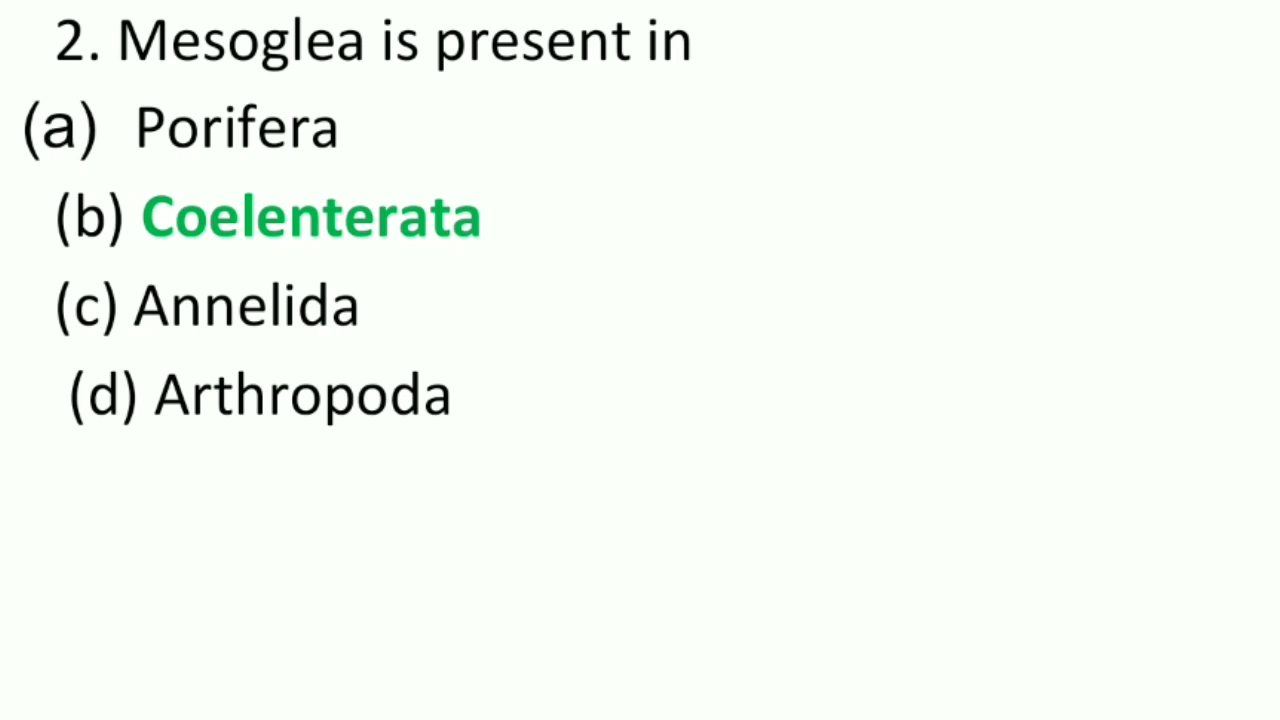 2. Mesoglea is present in
(a) Porifera
(b) Coelenterata
(c) Annelida
(d) Arthropoda